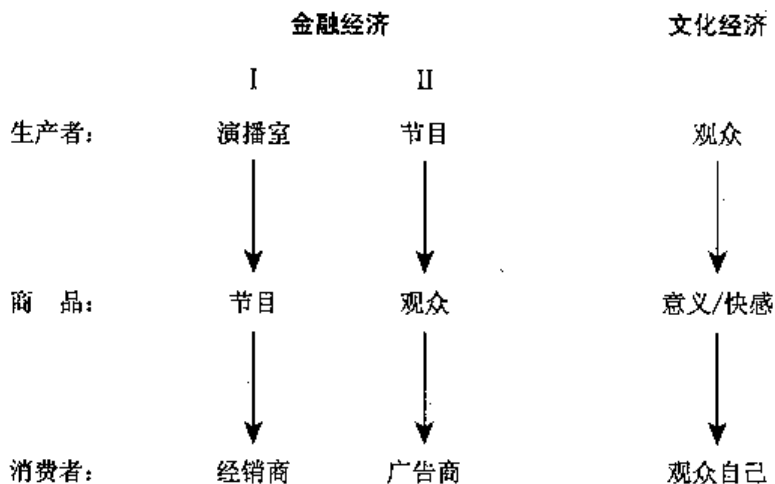 金融经济 文化经济
I II
生产者： 演播室 节目 观众
商 品： 节目 观众 意义/快感
消费者： 经销商 广告商 观众自己